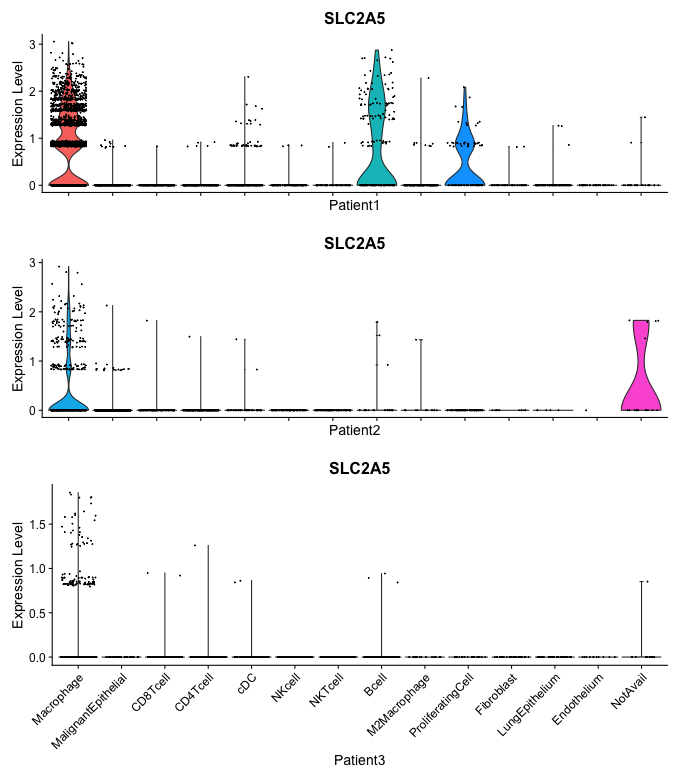 SLC2A5
Expression Level
3
2
1
0
Patient1
SLC2A5
Expression Level
3
2
1
0
Patient2
SLC2A5
Expression Level
1.5
1.0
0.5
0.0
Macrophage
MalignantEpithelial
CD8Tcell
CD4Tcell
cDC
NKcell
NKTcell
Bcell
M2Macrophage
ProliferatingCell
Fibroblast
LungEpithelium
Endothelium
NotAvail
Patient3